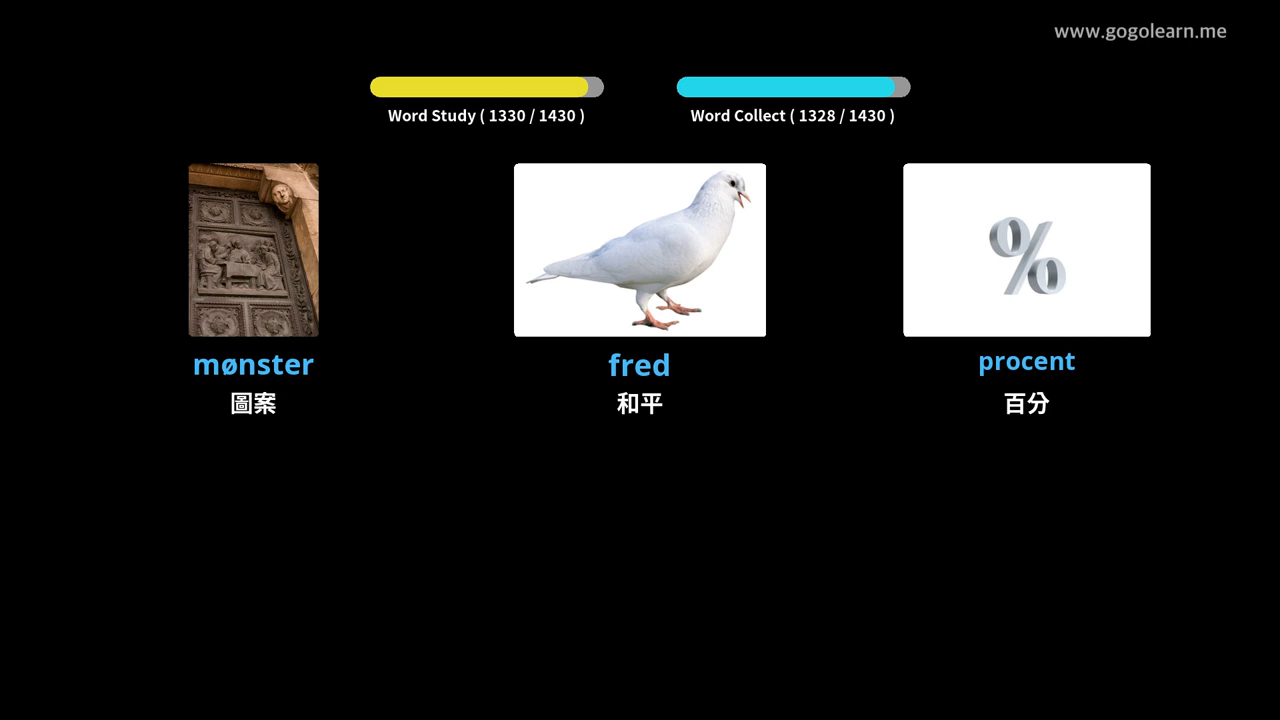 www.gogolearn.me
Word Study ( 1330 / 1430 )
Word Collect ( 1328 / 1430 )
%
mønster
fred
procent
圖案
和平
百分